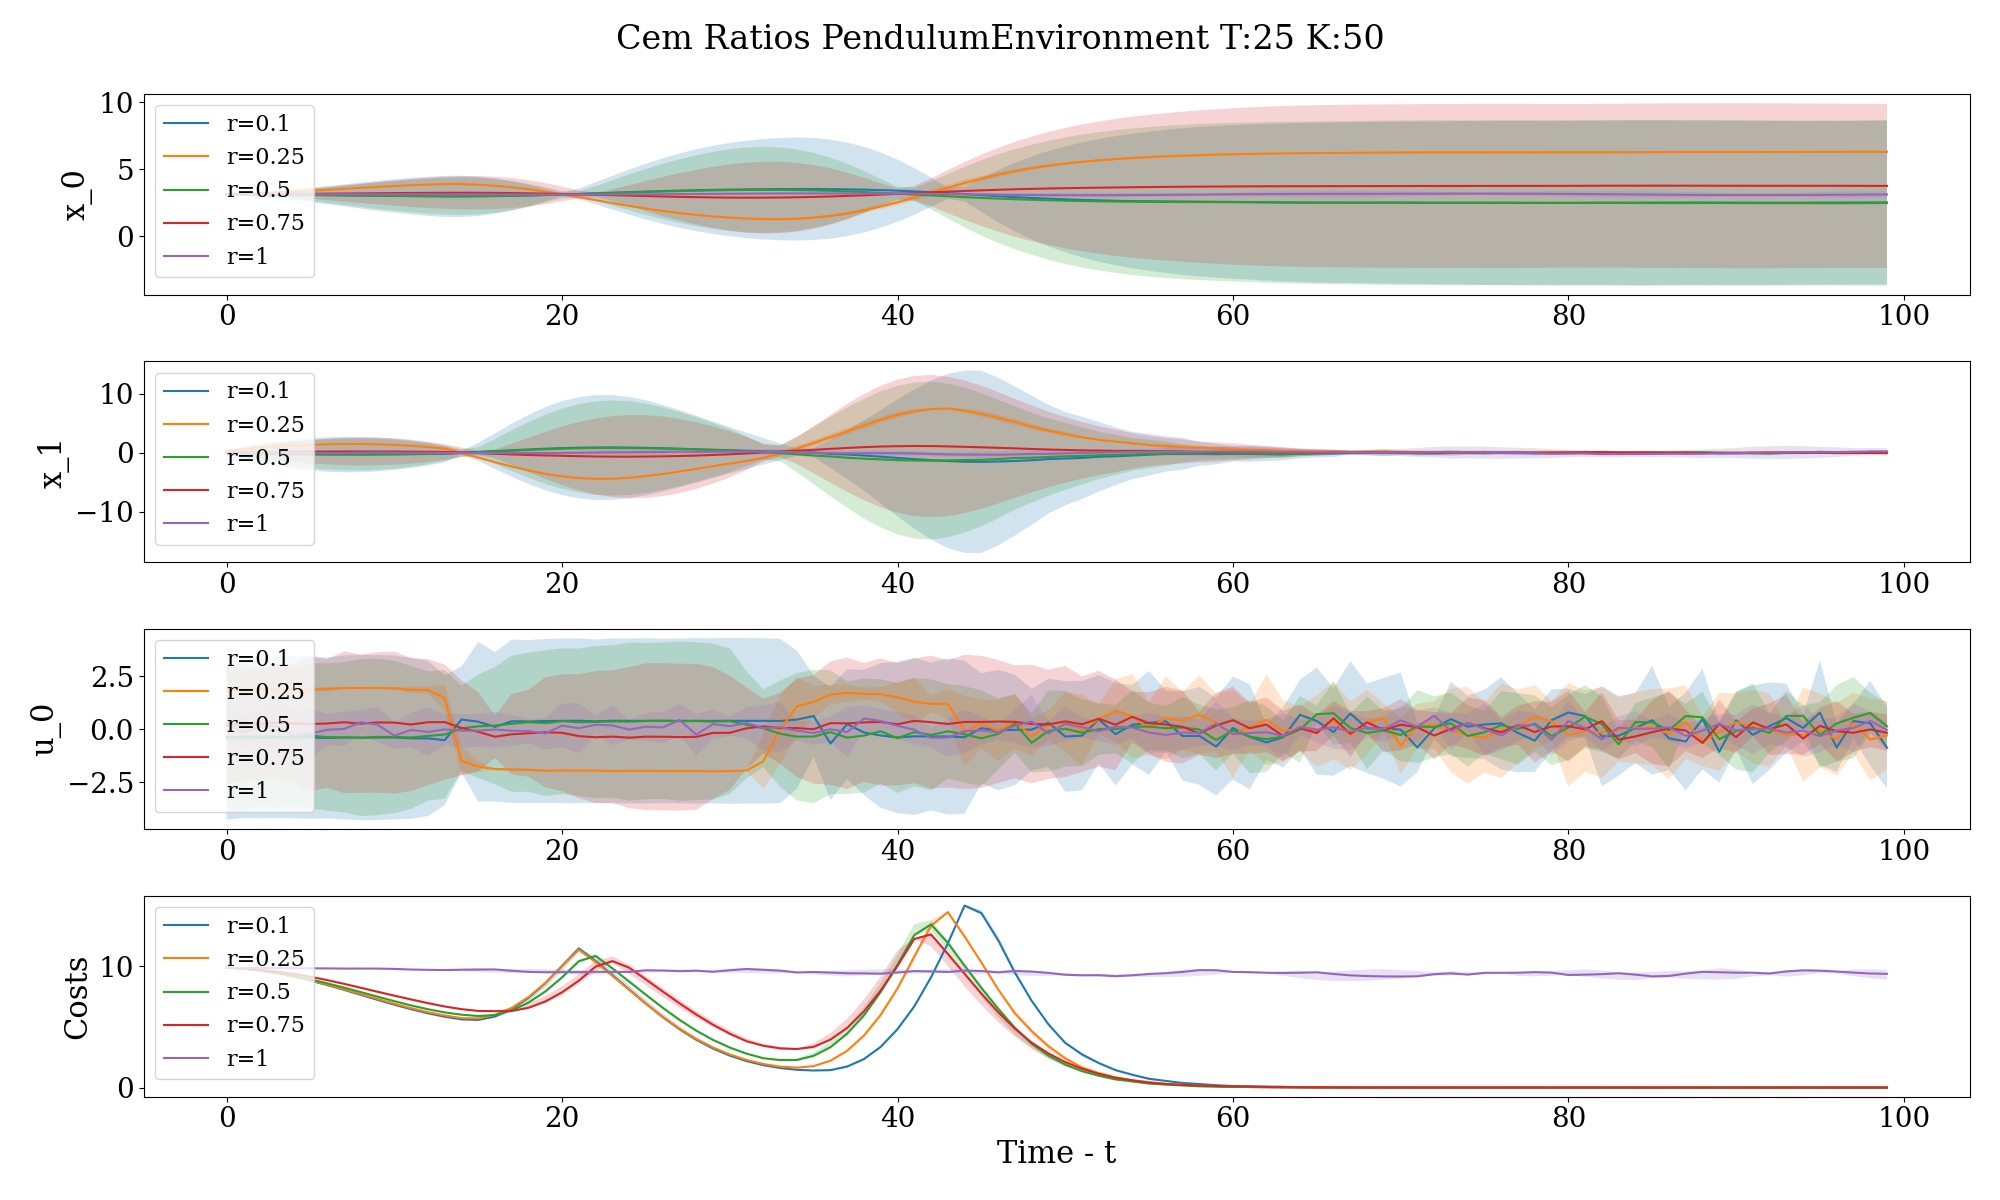 Cem Ratios PendulumEnvironment T:25 K:50
x_0
10
5
0
r=0.1
r=0.25
r=0.5
r=0.75
r=1
0 20 40 60 80 100
x_1
10
0
−10
r=0.1
r=0.25
r=0.5
r=0.75
r=1
0 20 40 60 80 100
u_0
2.5
0.0
−2.5
r=0.1
r=0.25
r=0.5
r=0.75
r=1
0 20 40 60 80 100
Costs
10
0
r=0.1
r=0.25
r=0.5
r=0.75
r=1
0 20 40 60 80 100
Time - t